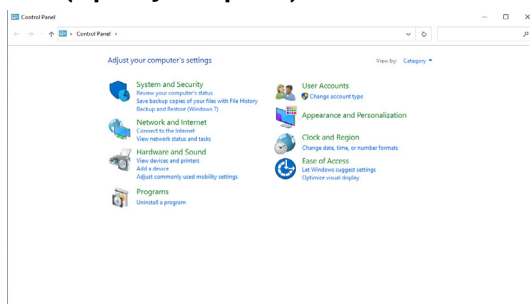 Control Panel
Control Panel
Adjust your computer's settings
View by: Category
System and Security
Review your computer's status
Save backup copies of your files with File History
Backup and Restore (Windows 7)
Network and Internet
Connect to the Internet
View network status and tasks
Hardware and Sound
View devices and printers
Add a device
Adjust commonly used mobility settings
Programs
Uninstall a program
User Accounts
Change account type
Appearance and Personalization
Clock and Region
Change date, time, or number formats
Ease of Access
Let Windows suggest settings
Optimize visual display